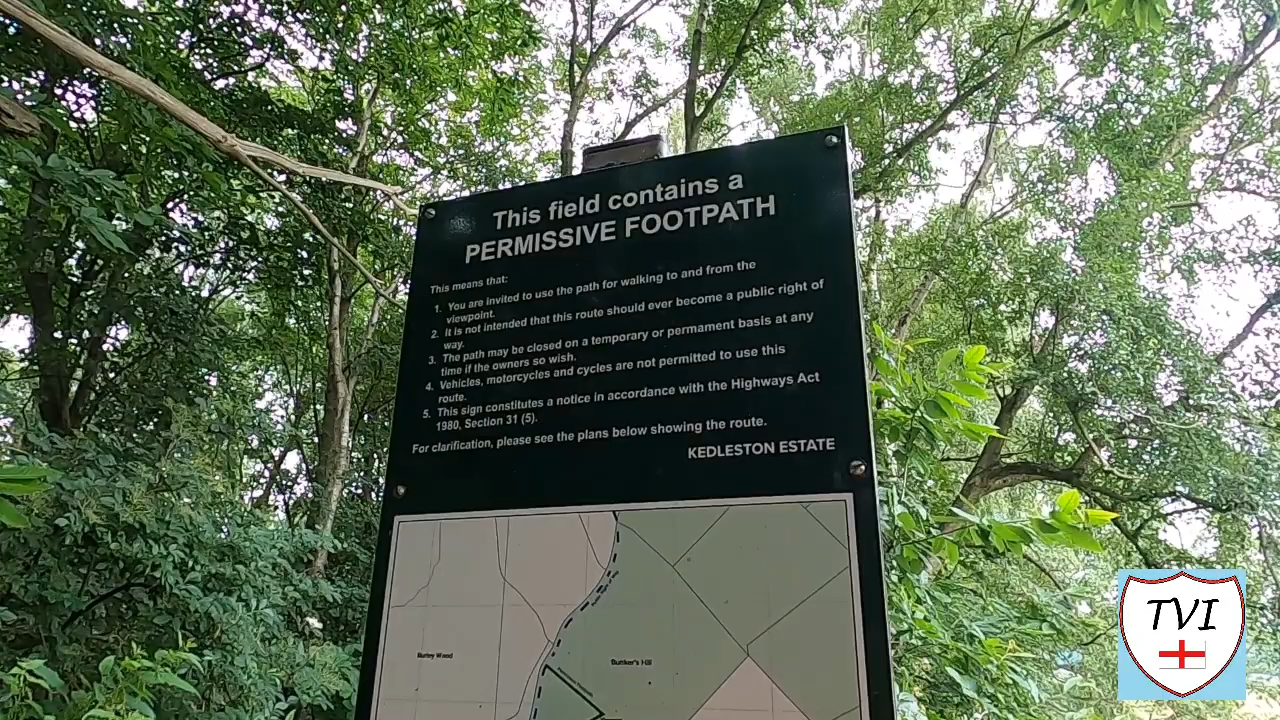 This field contains a
PERMISSIVE FOOTPATH
This means that:
1. You are invited to use the path for walking to and from the
viewpoint.
2. It is not intended that this route should ever become a public right of
way.
3. The path may be closed on a temporary or permament basis at any
time if the owners so wish.
4. Vehicles, motorcycles and cycles are not permitted to use this
route.
5. This sign constitutes a notice in accordance with the Highways Act
1980, Section 31 (5).
For clarification, please see the plans below showing the route.
KEDLESTON ESTATE
Burley Wood
Bunker's Hill
TVI